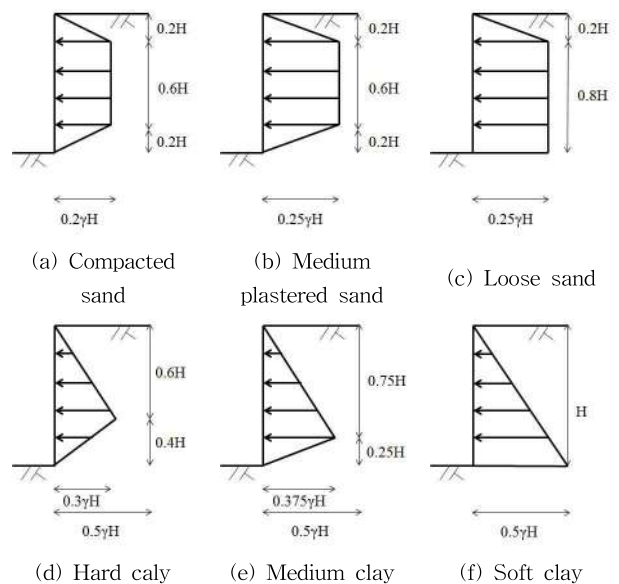 0.2H
0.6H
0.2H
0.2γH
(a) Compacted
sand
0.2H
0.6H
0.2H
0.25γH
(b) Medium
plastered sand
0.2H
0.8H
0.25γH
(c) Loose sand
0.6H
0.4H
0.3γH
0.5γH
(d) Hard caly
0.75H
0.25H
0.375γH
0.5γH
(e) Medium clay
H
0.5γH
(f) Soft clay